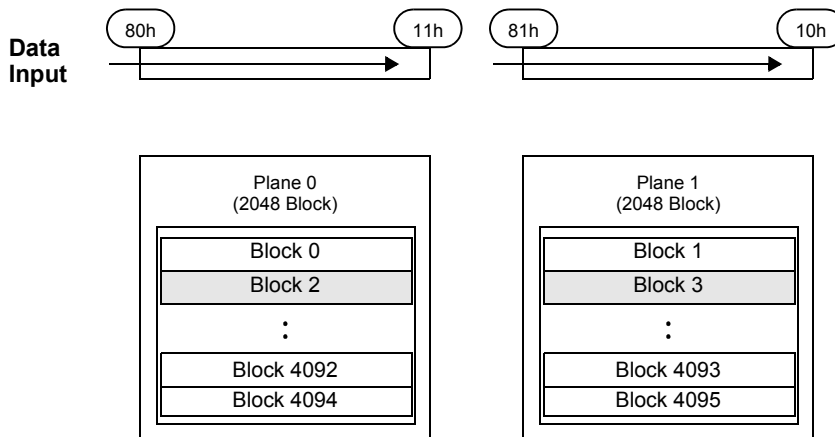 80h 11h 81h 10h
Data
Input
Plane 0
(2048 Block)
Block 0
Block 2
:
Block 4092
Block 4094
Plane 1
(2048 Block)
Block 1
Block 3
:
Block 4093
Block 4095